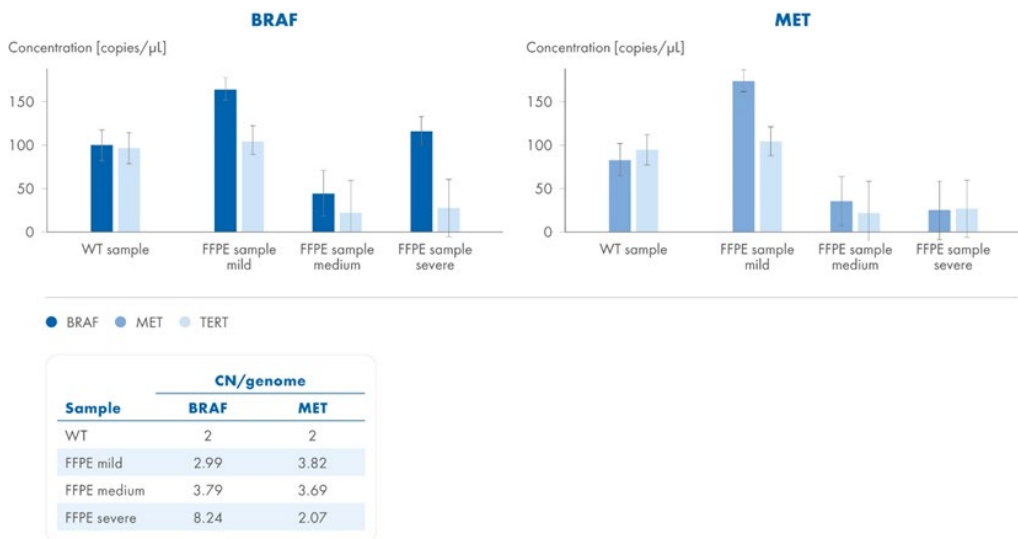 BRAF
Concentration [copies/µL]
150
100
50
0
WT sample
FFPE sample mild
FFPE sample medium
FFPE sample severe
MET
Concentration [copies/µL]
150
100
50
0
WT sample
FFPE sample mild
FFPE sample medium
FFPE sample severe
BRAF MET TERT
CN/genome
Sample BRAF MET
WT 2 2
FFPE mild 2.99 3.82
FFPE medium 3.79 3.69
FFPE severe 8.24 2.07